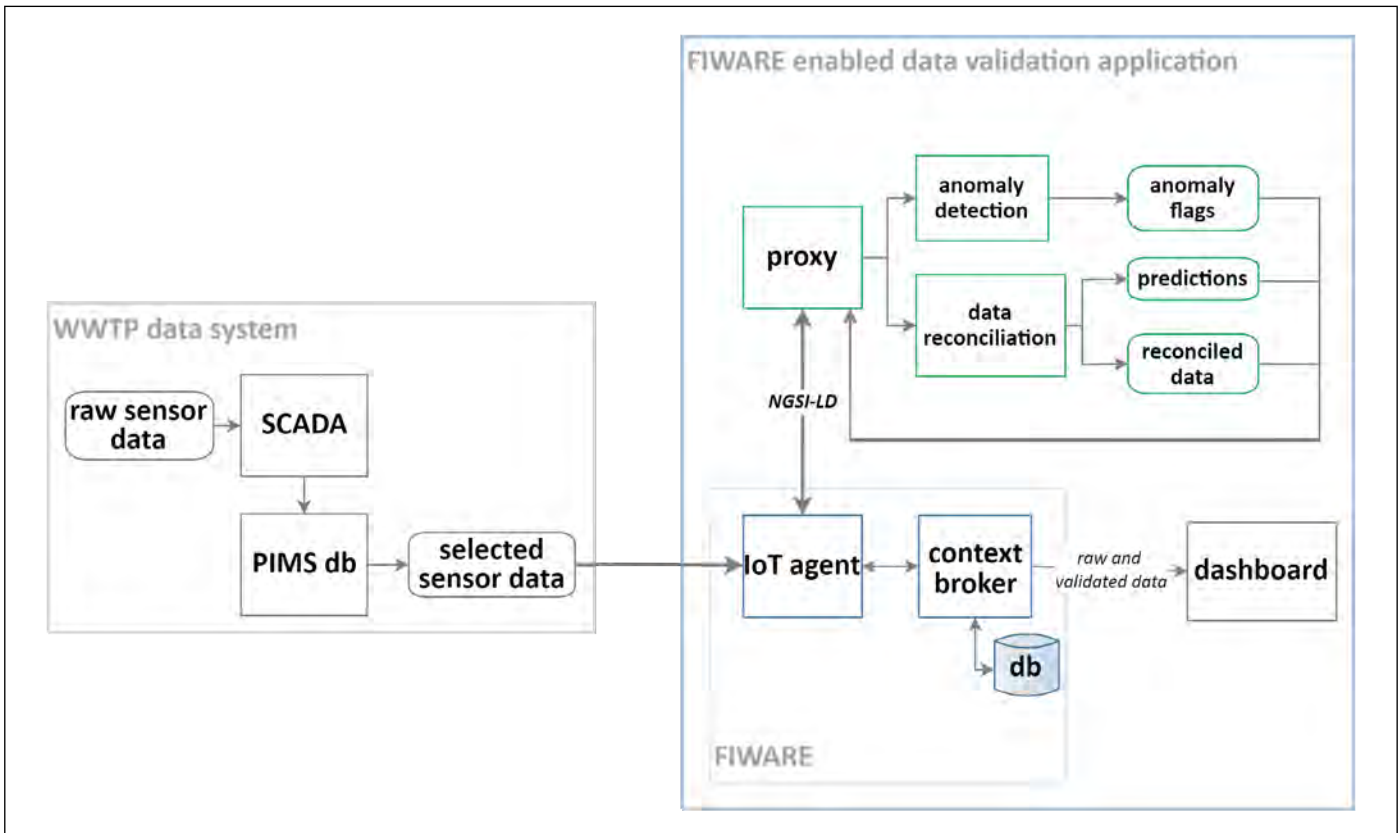 FIWARE enabled data validation application
anomaly
detection
anomaly
flags
proxy
predictions
data
reconciliation
reconciled
data
NGSI-LD
WWTP data system
raw sensor
data
SCADA
PIMS db
selected
sensor data
IoT agent
context
broker
raw and
validated data
dashboard
db
FIWARE